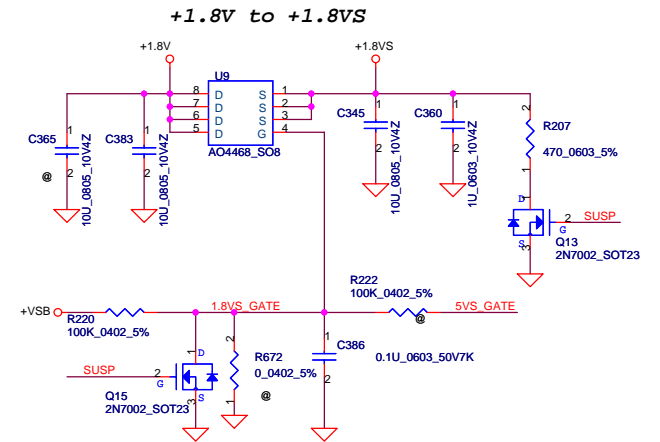 +1.8V to +1.8VS
+1.8V
+1.8VS
U9
8 D S 1
7 D S 2
6 D S 3
5 D G 4
AO4468_SO8
C365
1
2
@
10U_0805_10V4Z
C383
1
2
10U_0805_10V4Z
C345
1
2
10U_0805_10V4Z
C360
1
2
1U_0603_10V4Z
2
R207
470_0603_5%
1
D
1
2
G
SUSP
S
3
Q13
2N7002_SOT23
R222
100K_0402_5%
+VSB
R220
100K_0402_5%
1.8VS_GATE
5VS_GATE
@
SUSP
2
G
1
D
S
3
Q15
2N7002_SOT23
2
R672
0_0402_5%
@
1
1
C386
0.1U_0603_50V7K
2